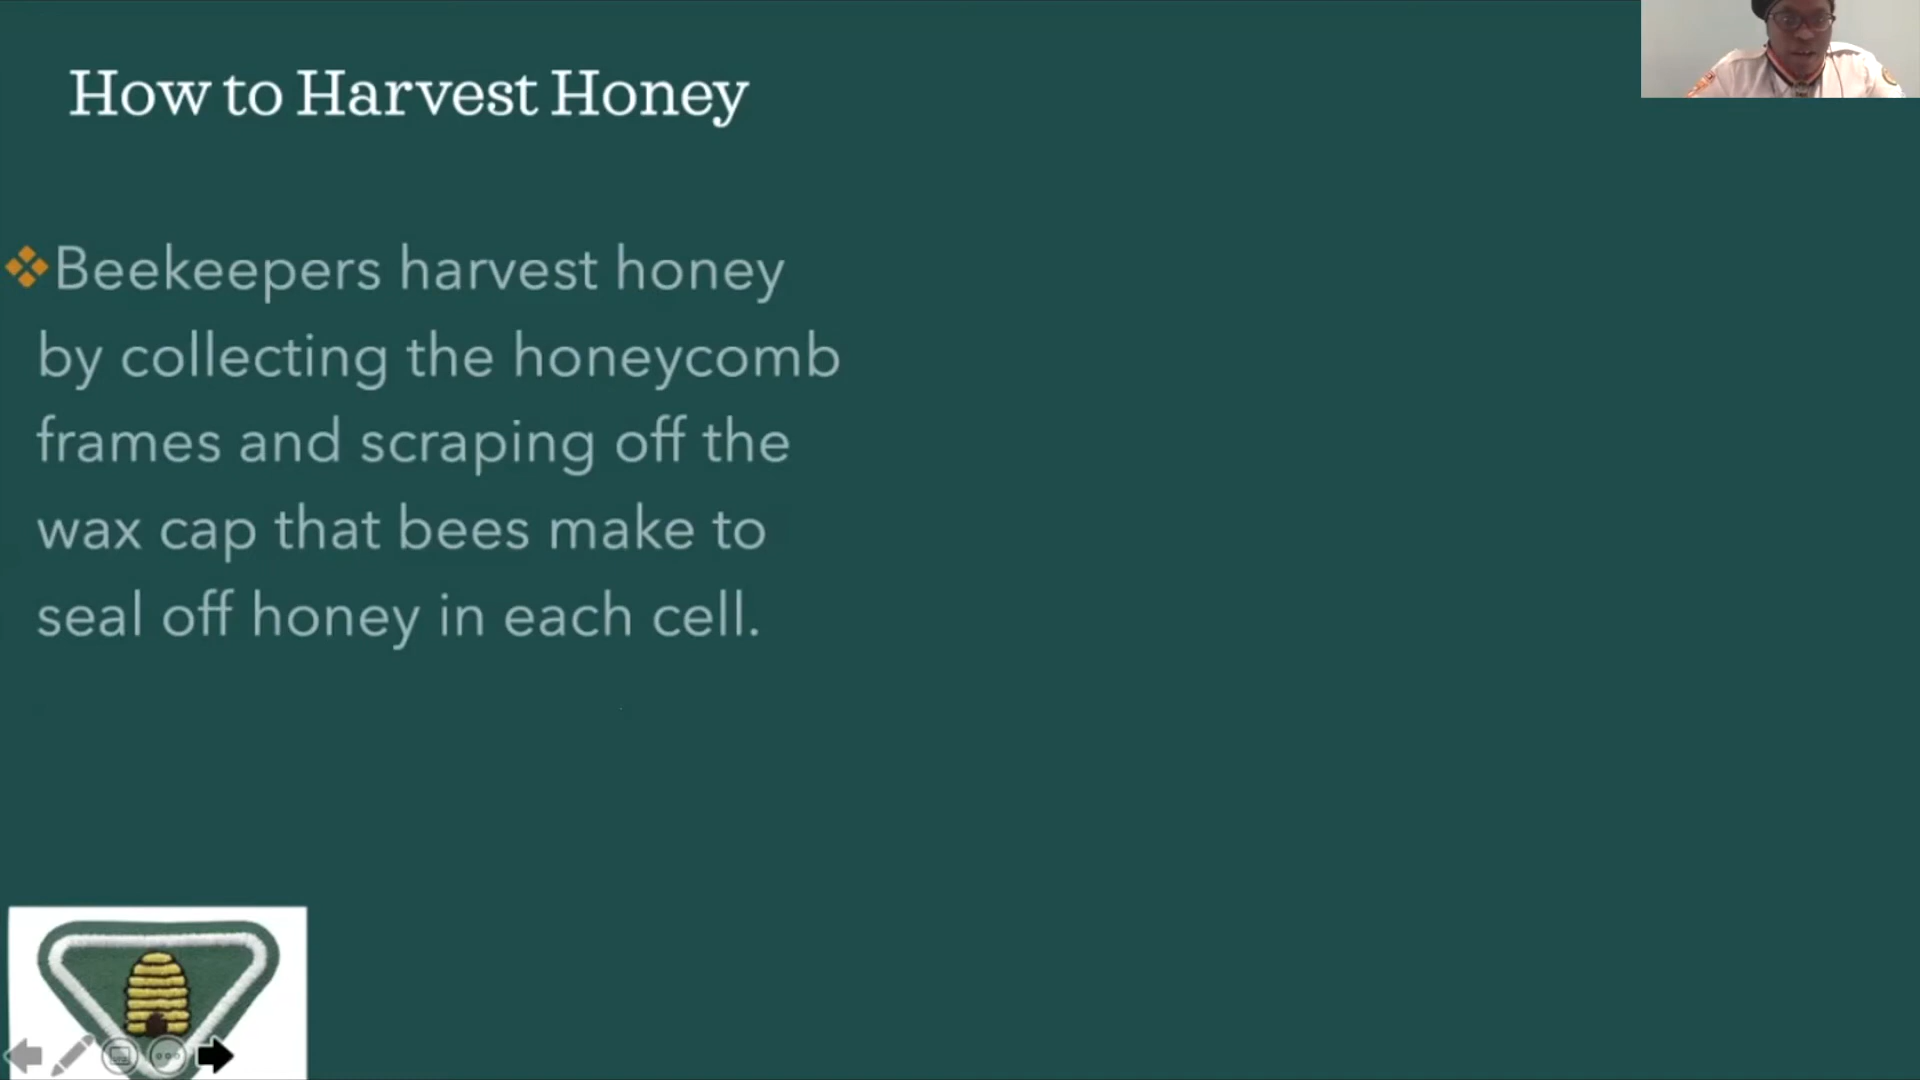 How to Harvest Honey
❖Beekeepers harvest honey
by collecting the honeycomb
frames and scraping off the
wax cap that bees make to
seal off honey in each cell.